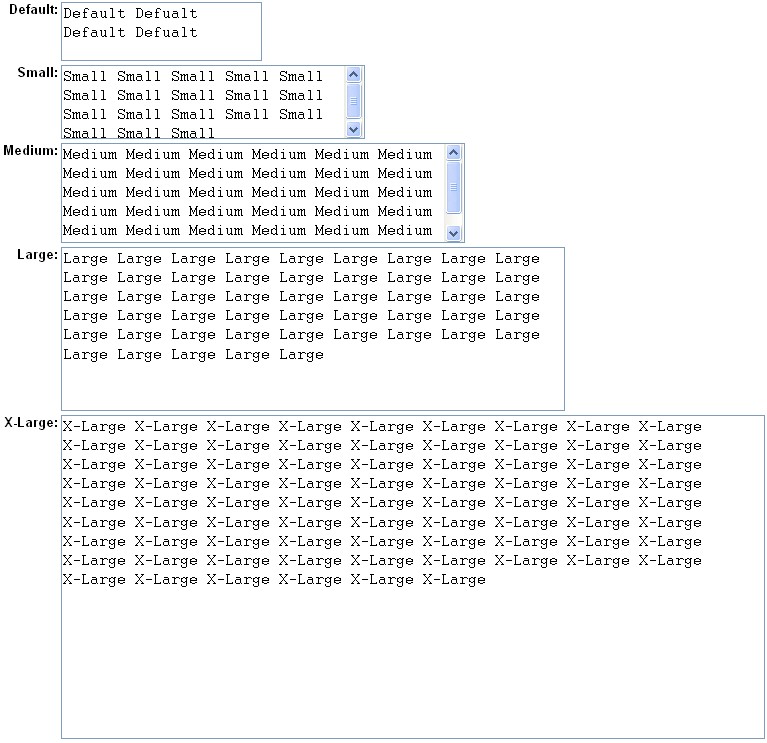 Default: Default Defualt
Default Defualt
Small: Small Small Small Small Small
Small Small Small Small Small
Small Small Small Small Small
Small Small Small
Medium: Medium Medium Medium Medium Medium Medium
Medium Medium Medium Medium Medium Medium
Medium Medium Medium Medium Medium Medium
Medium Medium Medium Medium Medium Medium
Medium Medium Medium Medium Medium Medium
Large: Large Large Large Large Large Large Large Large Large
Large Large Large Large Large Large Large Large Large
Large Large Large Large Large Large Large Large Large
Large Large Large Large Large Large Large Large Large
Large Large Large Large Large Large Large Large Large
Large Large Large Large Large
X-Large: X-Large X-Large X-Large X-Large X-Large X-Large X-Large X-Large X-Large
X-Large X-Large X-Large X-Large X-Large X-Large X-Large X-Large X-Large
X-Large X-Large X-Large X-Large X-Large X-Large X-Large X-Large X-Large
X-Large X-Large X-Large X-Large X-Large X-Large X-Large X-Large X-Large
X-Large X-Large X-Large X-Large X-Large X-Large X-Large X-Large X-Large
X-Large X-Large X-Large X-Large X-Large X-Large X-Large X-Large X-Large
X-Large X-Large X-Large X-Large X-Large X-Large X-Large X-Large X-Large
X-Large X-Large X-Large X-Large X-Large X-Large X-Large X-Large X-Large
X-Large X-Large X-Large X-Large X-Large X-Large